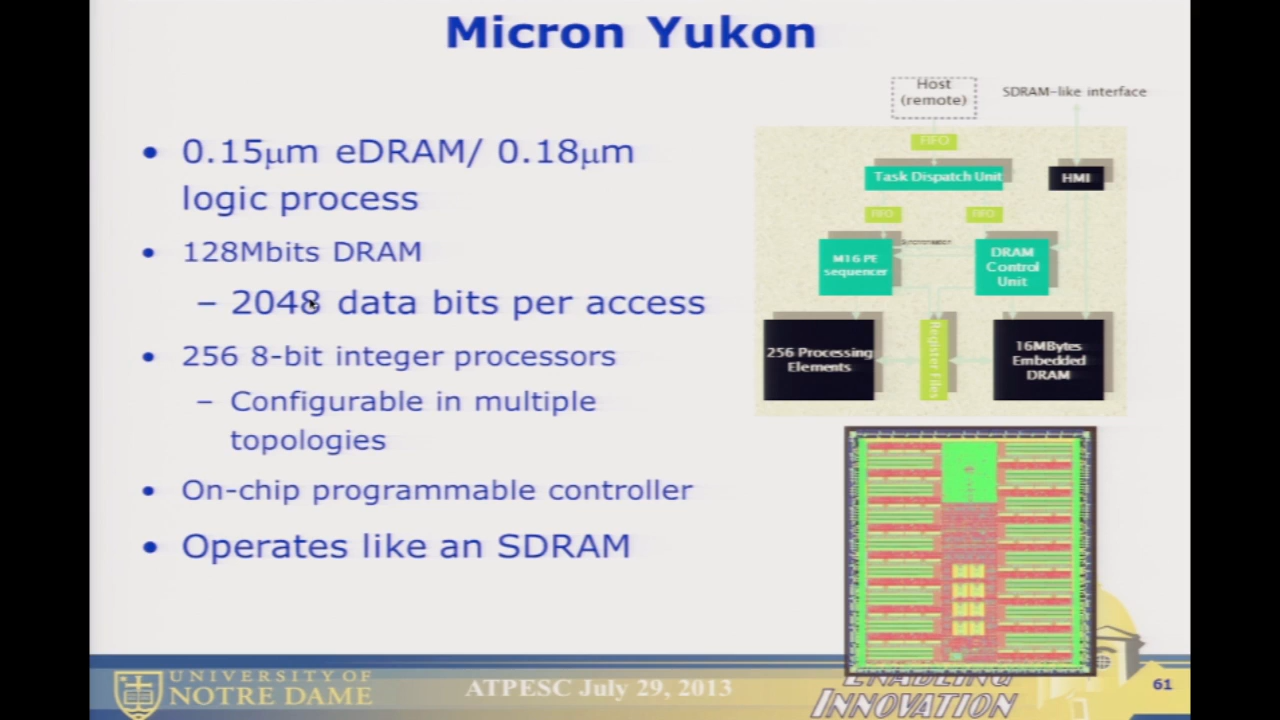 Micron Yukon
• 0.15μm eDRAM/ 0.18μm
logic process
• 128Mbits DRAM
– 2048 data bits per access
• 256 8-bit integer processors
– Configurable in multiple
topologies
• On-chip programmable controller
• Operates like an SDRAM
Host
(remote)
SDRAM-like interface
FIFO
Task Dispatch Unit
HMI
FIFO
FIFO
Synchronisation
M16 PE
sequencer
DRAM
Control
Unit
256 Processing
Elements
Register Files
16MBytes
Embedded
DRAM
UNIVERSITY OF
NOTRE DAME
ATPESC July 29, 2013
ENABLING
INNOVATION
61